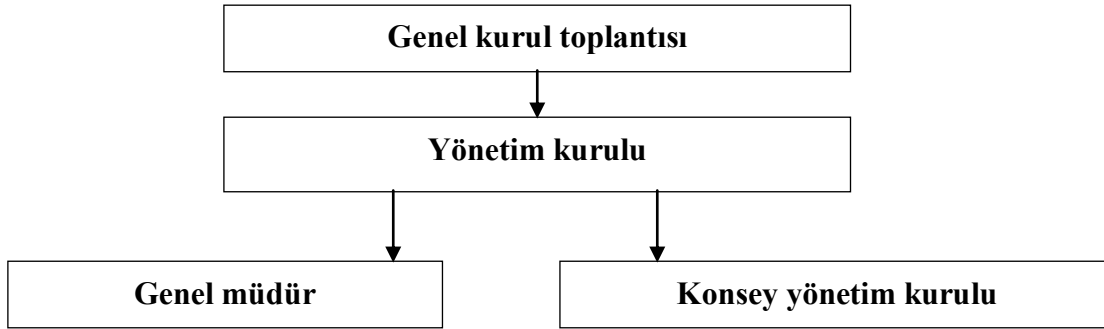 Genel kurul toplantısı
Yönetim kurulu
Genel müdür
Konsey yönetim kurulu